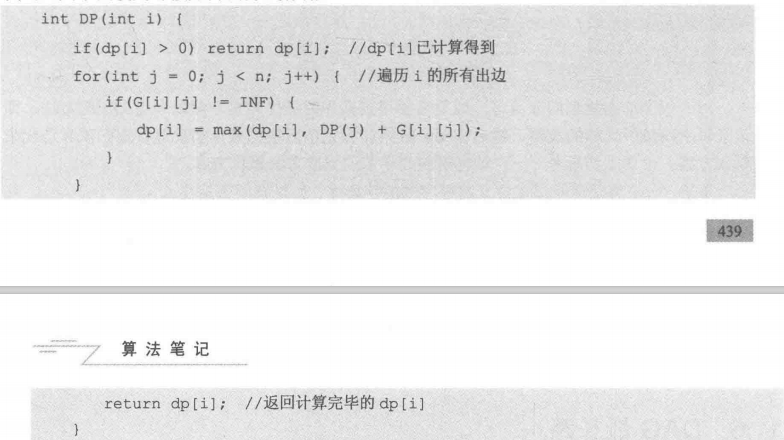 int DP(int i) {
if(dp[i] > 0) return dp[i]; //dp[i]已计算得到
for(int j = 0; j < n; j++) { //遍历 i 的所有出边
if(G[i][j] != INF) {
dp[i] = max(dp[i], DP(j) + G[i][j]);
}
}
439
算法笔记
return dp[i]; //返回计算完毕的 dp[i]
}